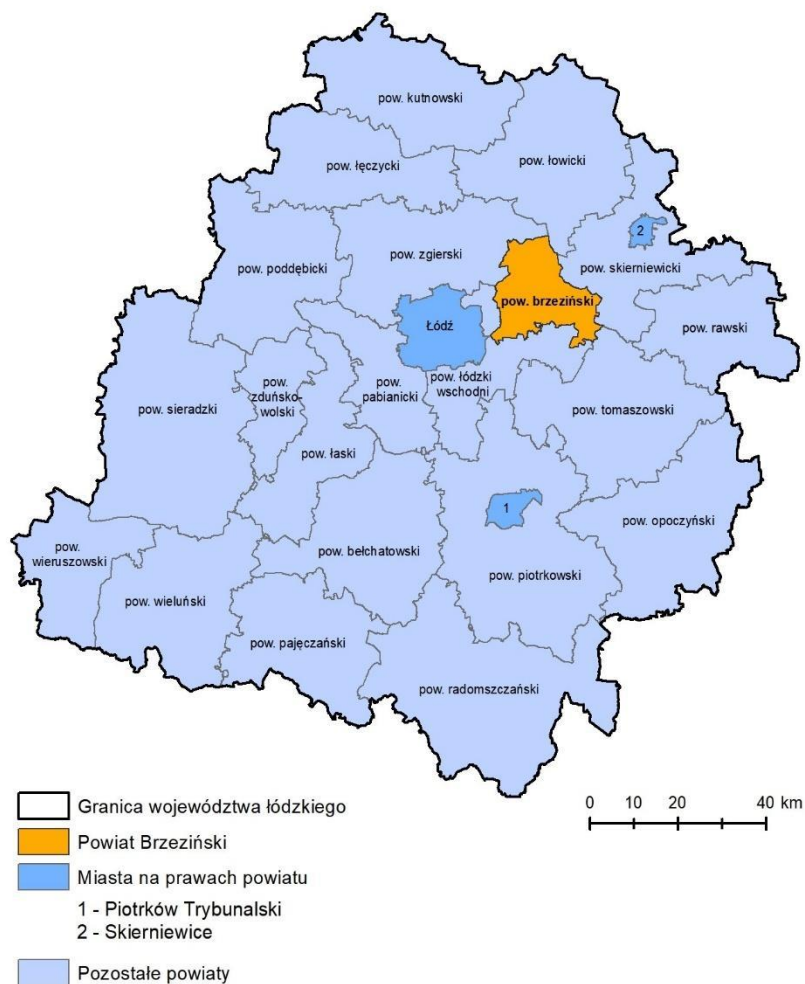 pow. kutnowski
pow. łęczycki
pow. łowicki
2
pow. poddębicki
pow. zgierski
pow. skierniewicki
pow. brzeziński
Łódź
pow. rawski
pow. sieradzki
pow.
zduńsko-
wolski
pow.
pabianicki
pow. łódzki
wschodni
pow. tomaszowski
pow. łaski
1
pow. opoczyński
pow.
wieruszowski
pow. bełchatowski
pow. wieluński
pow. piotrkowski
pow. pajęczański
pow. radomszczański
Granica województwa łódzkiego
Powiat Brzeziński
Miasta na prawach powiatu
1 - Piotrków Trybunalski
2 - Skierniewice
Pozostałe powiaty
0 10 20 40 km